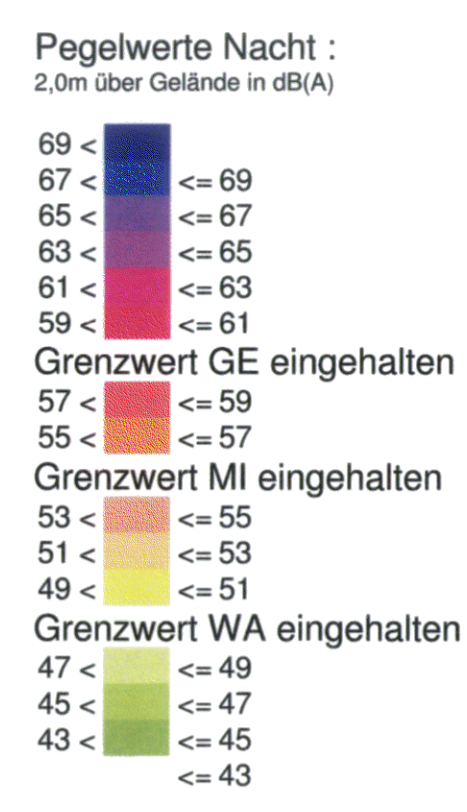 Pegelwerte Nacht :
2,0m über Gelände in dB(A)
69 <
67 < <= 69
65 < <= 67
63 < <= 65
61 < <= 63
59 < <= 61
Grenzwert GE eingehalten
57 < <= 59
55 < <= 57
Grenzwert MI eingehalten
53 < <= 55
51 < <= 53
49 < <= 51
Grenzwert WA eingehalten
47 < <= 49
45 < <= 47
43 < <= 45
<= 43